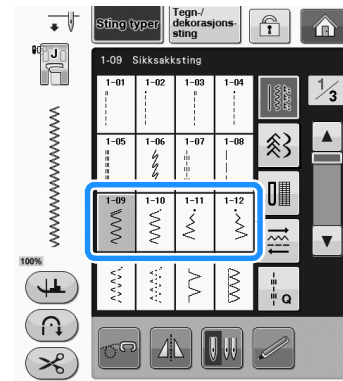 Sting typer
Tegn-/
dekorasjons-
sting
J
1-09 Sikksakksting
1/3
1-01 1-02 1-03 1-04
1-05 1-06 1-07 1-08
1-09 1-10 1-11 1-12
100%
Q